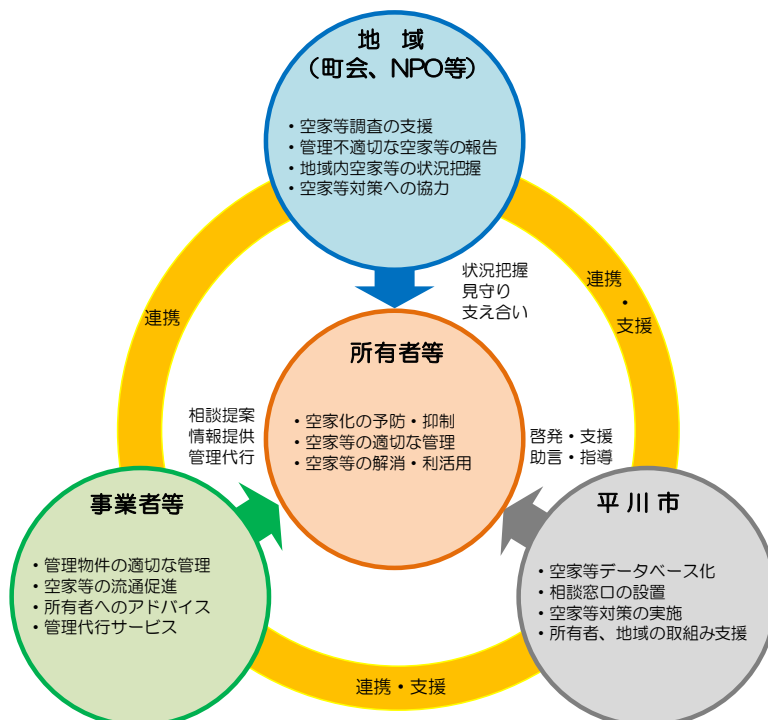 地　域
（町会、NPO等）
・空家等調査の支援
・管理不適切な空家等の報告
・地域内空家等の状況把握
・空家等対策への協力
状況把握
見守り
支え合い
連携
・
支援
連携
所有者等
・空家化の予防・抑制
・空家等の適切な管理
・空家等の解消・利活用
相談提案
情報提供
管理代行
啓発・支援
助言・指導
事業者等
・管理物件の適切な管理
・空家等の流通促進
・所有者へのアドバイス
・管理代行サービス
平 川 市
・空家等データベース化
・相談窓口の設置
・空家等対策の実施
・所有者、地域の取組み支援
連携・支援